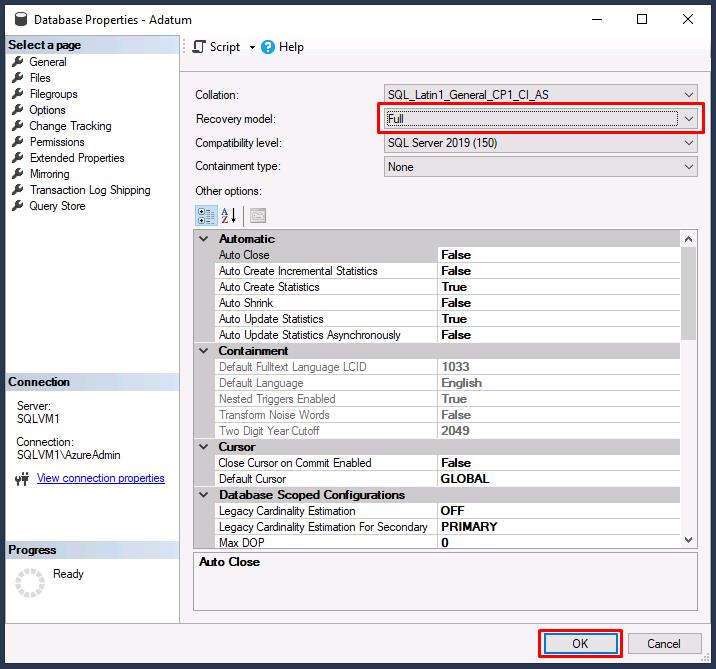 Database Properties - Adatum
Select a page
General
Files
Filegroups
Options
Change Tracking
Permissions
Extended Properties
Mirroring
Transaction Log Shipping
Query Store
Connection
Server:
SQLVM1
Connection:
SQLVM1\AzureAdmin
View connection properties
Progress
Ready
Script
Help
Collation: SQL_Latin1_General_CP1_CI_AS
Recovery model: Full
Compatibility level: SQL Server 2019 (150)
Containment type: None
Other options:
Automatic
Auto Close False
Auto Create Incremental Statistics False
Auto Create Statistics True
Auto Shrink False
Auto Update Statistics True
Auto Update Statistics Asynchronously False
Containment
Default Fulltext Language LCID 1033
Default Language English
Nested Triggers Enabled True
Transform Noise Words False
Two Digit Year Cutoff 2049
Cursor
Close Cursor on Commit Enabled False
Default Cursor GLOBAL
Database Scoped Configurations
Legacy Cardinality Estimation OFF
Legacy Cardinality Estimation For Secondary PRIMARY
Max DOP 0
Auto Close
OK Cancel